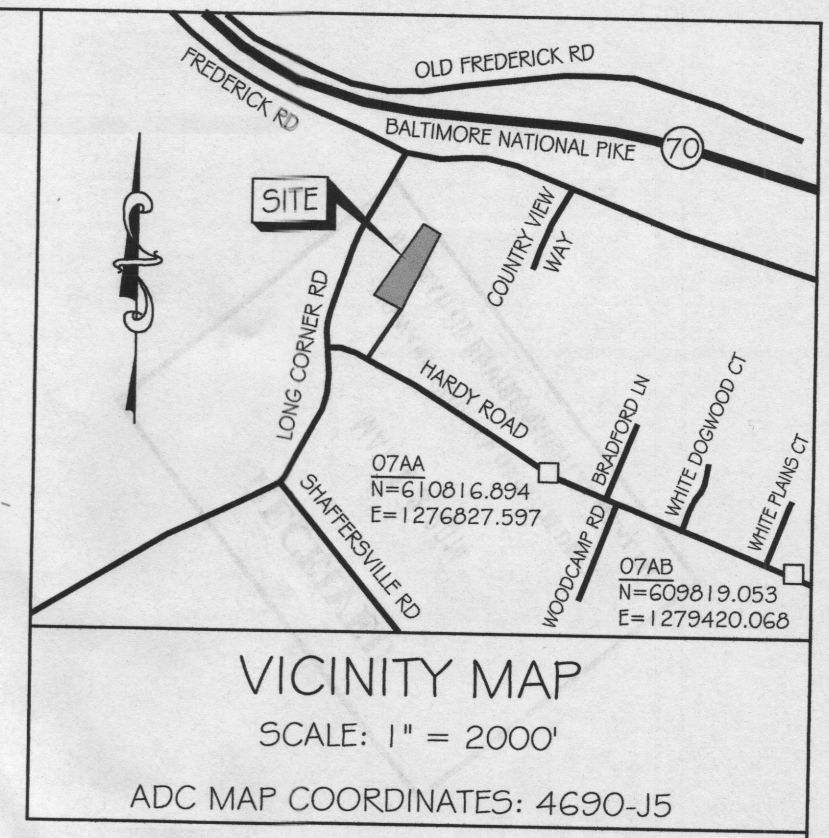 OLD FREDERICK RD
FREDERICK RD
BALTIMORE NATIONAL PIKE
70
SITE
COUNTRY VIEW
WAY
LONG CORNER RD
HARDY ROAD
BRADFORD LN
WHITE DOGWOOD CT
WHITE PLAINS CT
07AA
N=610816.894
E=1276827.597
SHAFFERSVILLE RD
WOODCAMP RD
07AB
N=609819.053
E=1279420.068
VICINITY MAP
SCALE: 1" = 2000'
ADC MAP COORDINATES: 4690-J5